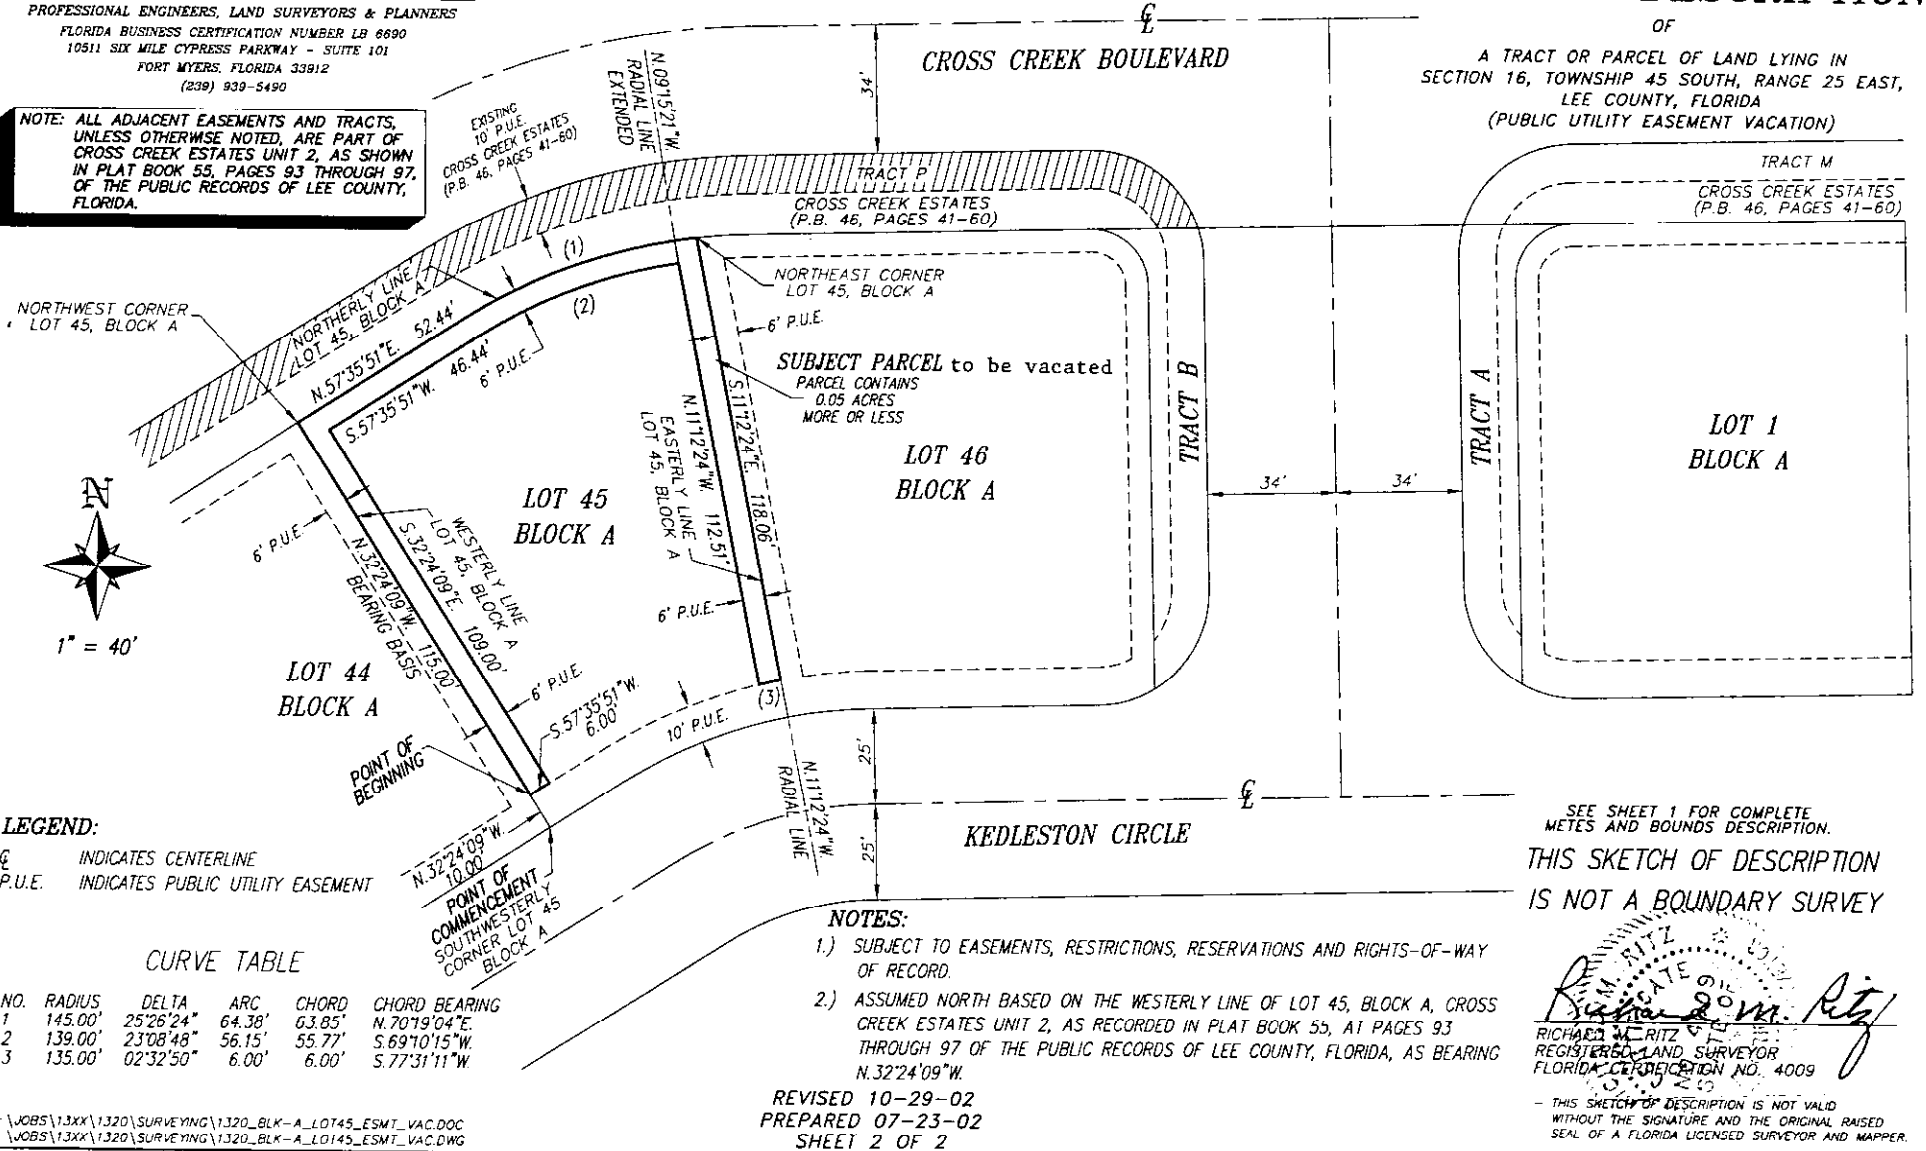 PROFESSIONAL ENGINEERS, LAND SURVEYORS & PLANNERS
FLORIDA BUSINESS CERTIFICATION NUMBER LB 6690
10511 SIX MILE CYPRESS PARKWAY - SUITE 101
FORT MYERS, FLORIDA 33912
(239) 939-5490
NOTE: ALL ADJACENT EASEMENTS AND TRACTS,
UNLESS OTHERWISE NOTED, ARE PART OF
CROSS CREEK ESTATES UNIT 2, AS SHOWN
IN PLAT BOOK 55, PAGES 93 THROUGH 97,
OF THE PUBLIC RECORDS OF LEE COUNTY,
FLORIDA.
OF
A TRACT OR PARCEL OF LAND LYING IN
SECTION 16, TOWNSHIP 45 SOUTH, RANGE 25 EAST,
LEE COUNTY, FLORIDA
(PUBLIC UTILITY EASEMENT VACATION)
CROSS CREEK BOULEVARD
34'
EXISTING
10' P.U.E.
CROSS CREEK ESTATES
(P.B. 46, PAGES 41-60)
N.09°15'21"W.
RADIAL LINE
EXTENDED
TRACT P
CROSS CREEK ESTATES
(P.B. 46, PAGES 41-60)
TRACT M
CROSS CREEK ESTATES
(P.B. 46, PAGES 41-60)
NORTHWEST CORNER
LOT 45, BLOCK A
NORTHERLY LINE
LOT 45, BLOCK A
N.57°35'51"E. 52.44'
S.57°35'51"W. 46.44'
6' P.U.E.
(1)
(2)
NORTHEAST CORNER
LOT 45, BLOCK A
6' P.U.E.
SUBJECT PARCEL to be vacated
PARCEL CONTAINS
0.05 ACRES
MORE OR LESS
S.11°12'24"E. 118.06'
N.11°12'24"W. 112.51'
EASTERLY LINE
LOT 45, BLOCK A
6' P.U.E.
LOT 45
BLOCK A
LOT 46
BLOCK A
TRACT B
34'
34'
TRACT A
LOT 1
BLOCK A
N
1" = 40'
6' P.U.E.
WESTERLY LINE
LOT 45, BLOCK A
S.32°24'09"E. 109.00'
N.32°24'09"W. 115.00'
BEARING BASIS
LOT 44
BLOCK A
6' P.U.E.
S.57°35'51"W.
6.00'
10' P.U.E.
(3)
POINT OF
BEGINNING
N.32°24'09"W.
10.00'
POINT OF
COMMENCEMENT
SOUTHWESTERLY
CORNER LOT 45
BLOCK A
N.11°12'24"W.
RADIAL LINE
25'
25'
KEDLESTON CIRCLE
LEGEND:
℄ INDICATES CENTERLINE
P.U.E. INDICATES PUBLIC UTILITY EASEMENT
CURVE TABLE
NO. RADIUS DELTA ARC CHORD CHORD BEARING
1 145.00' 25°26'24" 64.38' 63.85' N.70°19'04"E.
2 139.00' 23°08'48" 56.15' 55.77' S.69°10'15"W.
3 135.00' 02°32'50" 6.00' 6.00' S.77°31'11"W.
\JOBS\13XX\1320\SURVEYING\1320_BLK-A_LOT45_ESMT_VAC.DOC
\JOBS\13XX\1320\SURVEYING\1320_BLK-A_LOT45_ESMT_VAC.DWG
NOTES:
1.) SUBJECT TO EASEMENTS, RESTRICTIONS, RESERVATIONS AND RIGHTS-OF-WAY
OF RECORD.
2.) ASSUMED NORTH BASED ON THE WESTERLY LINE OF LOT 45, BLOCK A, CROSS
CREEK ESTATES UNIT 2, AS RECORDED IN PLAT BOOK 55, AT PAGES 93
THROUGH 97 OF THE PUBLIC RECORDS OF LEE COUNTY, FLORIDA, AS BEARING
N.32°24'09"W.
REVISED 10-29-02
PREPARED 07-23-02
SHEET 2 OF 2
SEE SHEET 1 FOR COMPLETE
METES AND BOUNDS DESCRIPTION.
THIS SKETCH OF DESCRIPTION
IS NOT A BOUNDARY SURVEY
Richard M. Ritz
RICHARD M. RITZ
REGISTERED LAND SURVEYOR
FLORIDA CERTIFICATION NO. 4009
- THIS SKETCH OF DESCRIPTION IS NOT VALID
WITHOUT THE SIGNATURE AND THE ORIGINAL RAISED
SEAL OF A FLORIDA LICENSED SURVEYOR AND MAPPER.